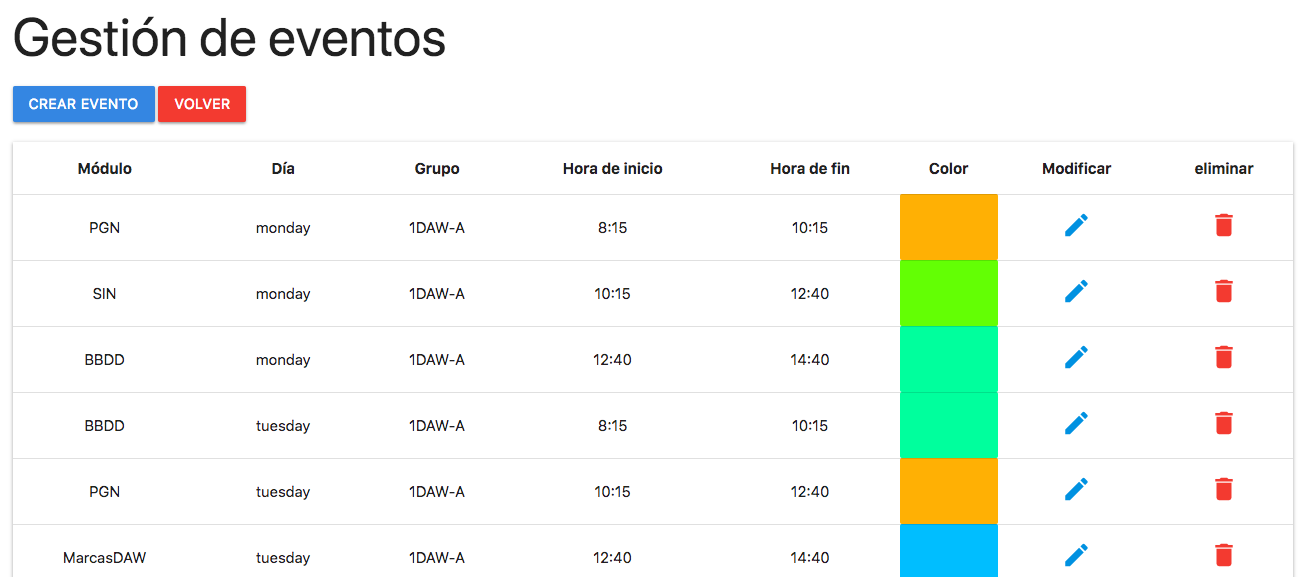 Gestión de eventos
CREAR EVENTO VOLVER
Módulo Día Grupo Hora de inicio Hora de fin Color Modificar eliminar
PGN monday 1DAW-A 8:15 10:15
SIN monday 1DAW-A 10:15 12:40
BBDD monday 1DAW-A 12:40 14:40
BBDD tuesday 1DAW-A 8:15 10:15
PGN tuesday 1DAW-A 10:15 12:40
MarcasDAW tuesday 1DAW-A 12:40 14:40